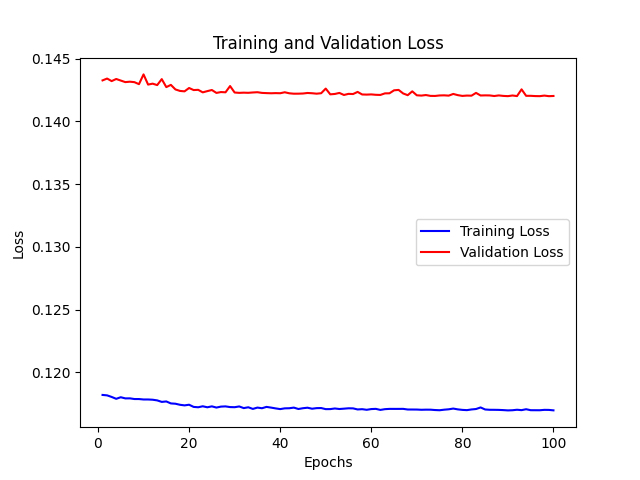 Training and Validation Loss
0.145
0.140
0.135
0.130
0.125
0.120
Loss
Training Loss
Validation Loss
0 20 40 60 80 100
Epochs